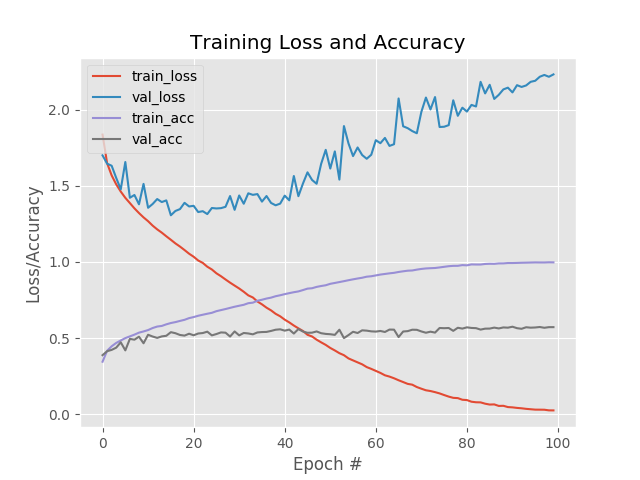 Training Loss and Accuracy
train_loss
val_loss
train_acc
val_acc
Loss/Accuracy
2.0
1.5
1.0
0.5
0.0
0 20 40 60 80 100
Epoch #